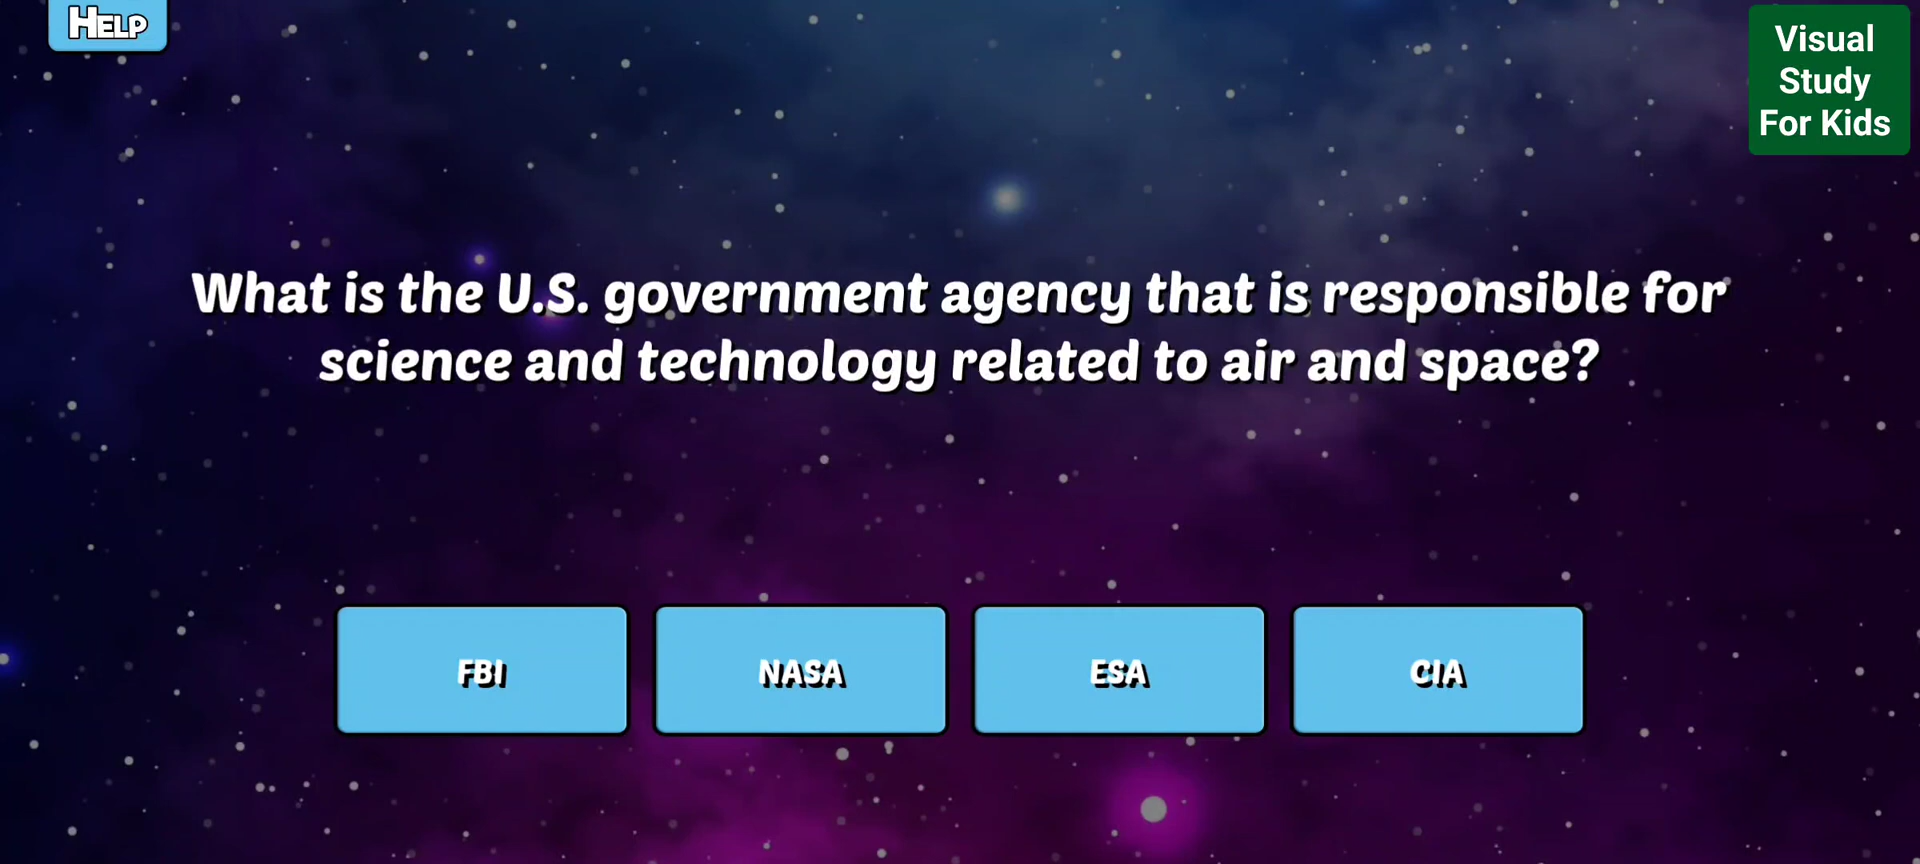 HELP
Visual
Study
For Kids
What is the U.S. government agency that is responsible for
science and technology related to air and space?
FBI
NASA
ESA
CIA